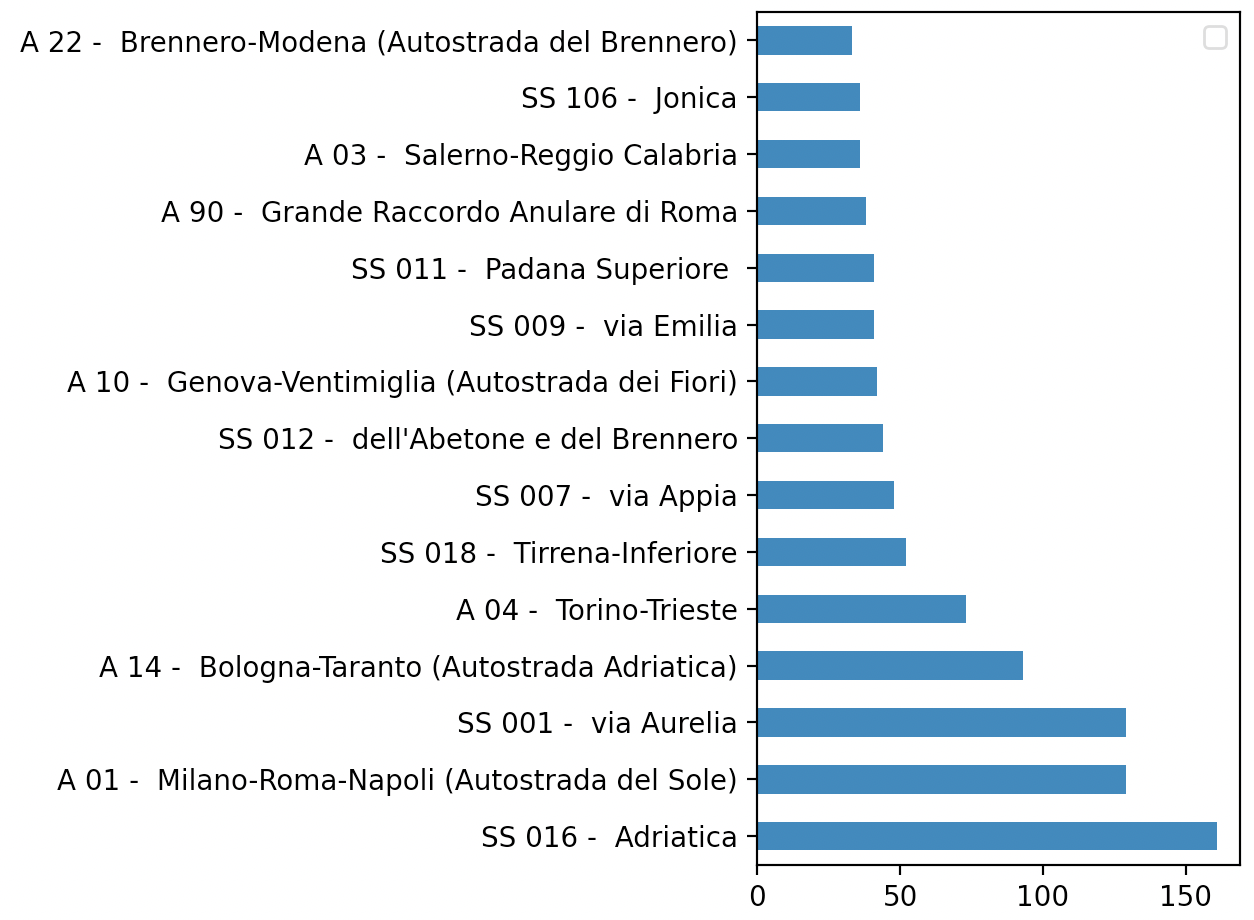 A 22 -  Brennero-Modena (Autostrada del Brennero)
SS 106 -  Jonica
A 03 -  Salerno-Reggio Calabria
A 90 -  Grande Raccordo Anulare di Roma
SS 011 -  Padana Superiore
SS 009 -  via Emilia
A 10 -  Genova-Ventimiglia (Autostrada dei Fiori)
SS 012 -  dell'Abetone e del Brennero
SS 007 -  via Appia
SS 018 -  Tirrena-Inferiore
A 04 -  Torino-Trieste
A 14 -  Bologna-Taranto (Autostrada Adriatica)
SS 001 -  via Aurelia
A 01 -  Milano-Roma-Napoli (Autostrada del Sole)
SS 016 -  Adriatica
0 50 100 150